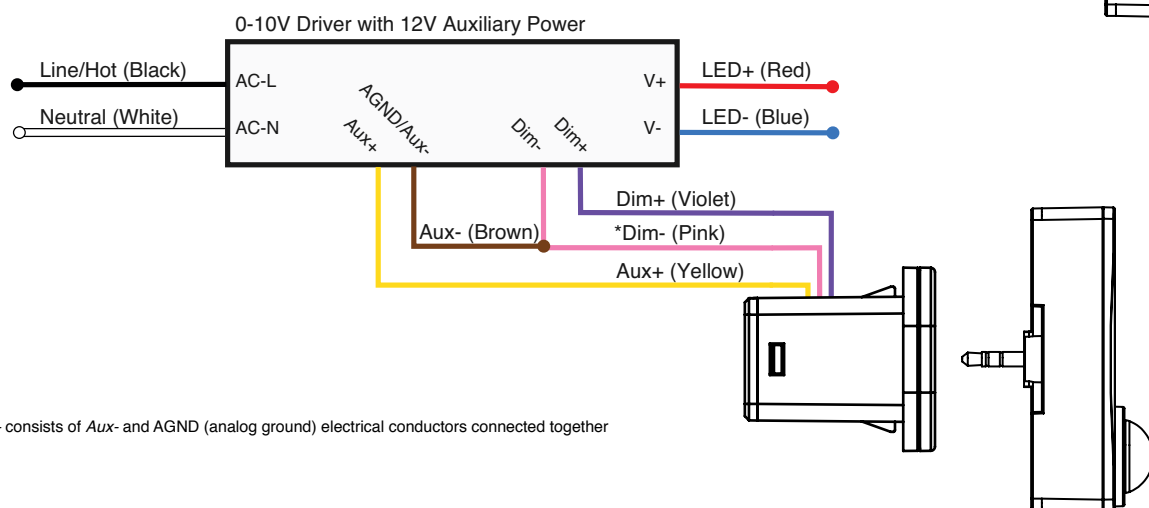 0-10V Driver with 12V Auxiliary Power
Line/Hot (Black)
AC-L
V+
LED+ (Red)
Neutral (White)
AC-N
V-
LED- (Blue)
Aux+
AGND/Aux-
Dim-
Dim+
Dim+ (Violet)
Aux- (Brown)
*Dim- (Pink)
Aux+ (Yellow)
- consists of Aux- and AGND (analog ground) electrical conductors connected together